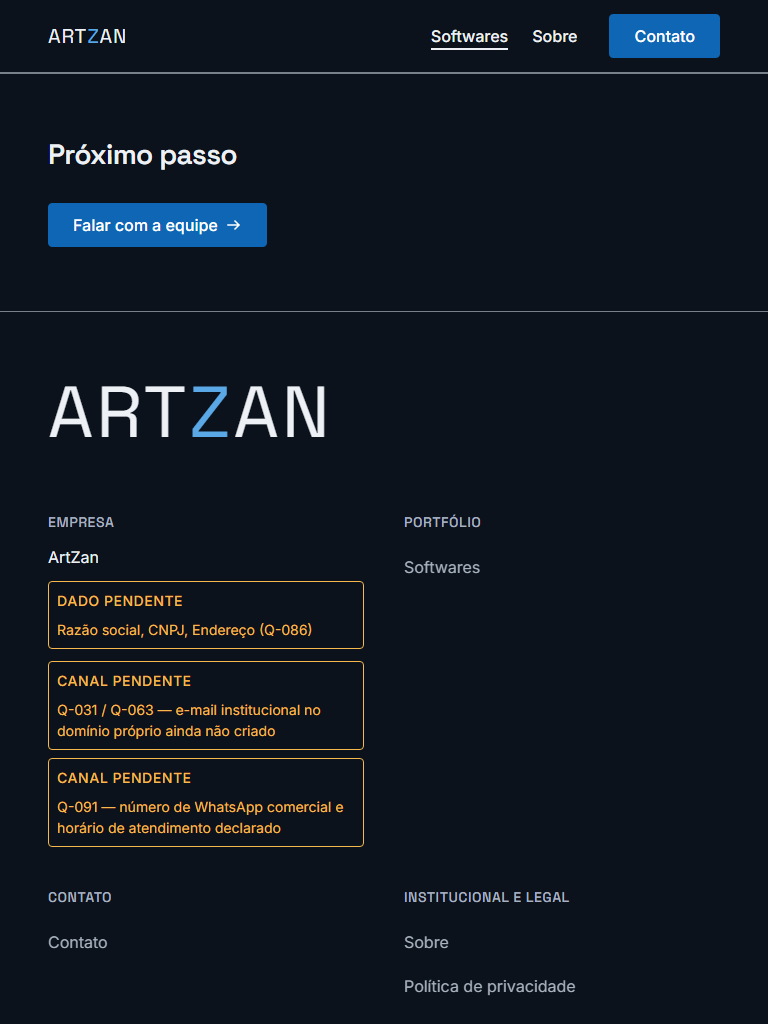 ARTZAN
Softwares
Sobre
Contato
Próximo passo
Falar com a equipe →
ARTZAN
EMPRESA
ArtZan
DADO PENDENTE
Razão social, CNPJ, Endereço (Q-086)
CANAL PENDENTE
Q-031 / Q-063 — e-mail institucional no
domínio próprio ainda não criado
CANAL PENDENTE
Q-091 — número de WhatsApp comercial e
horário de atendimento declarado
PORTFÓLIO
Softwares
CONTATO
Contato
INSTITUCIONAL E LEGAL
Sobre
Política de privacidade